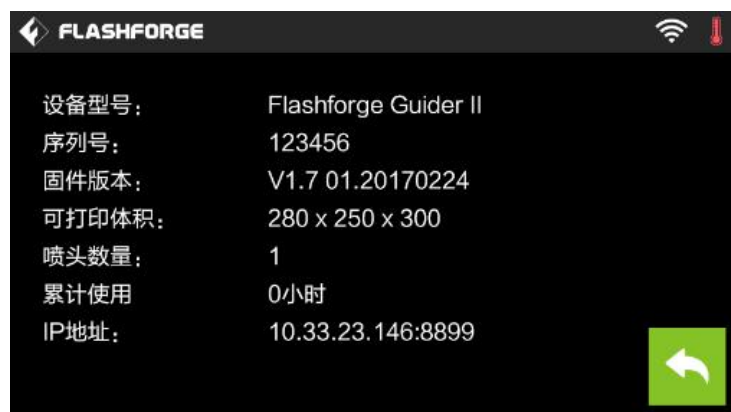 FLASHFORGE
设备型号： Flashforge Guider II
序列号： 123456
固件版本： V1.7 01.20170224
可打印体积： 280 x 250 x 300
喷头数量： 1
累计使用 0小时
IP地址： 10.33.23.146:8899